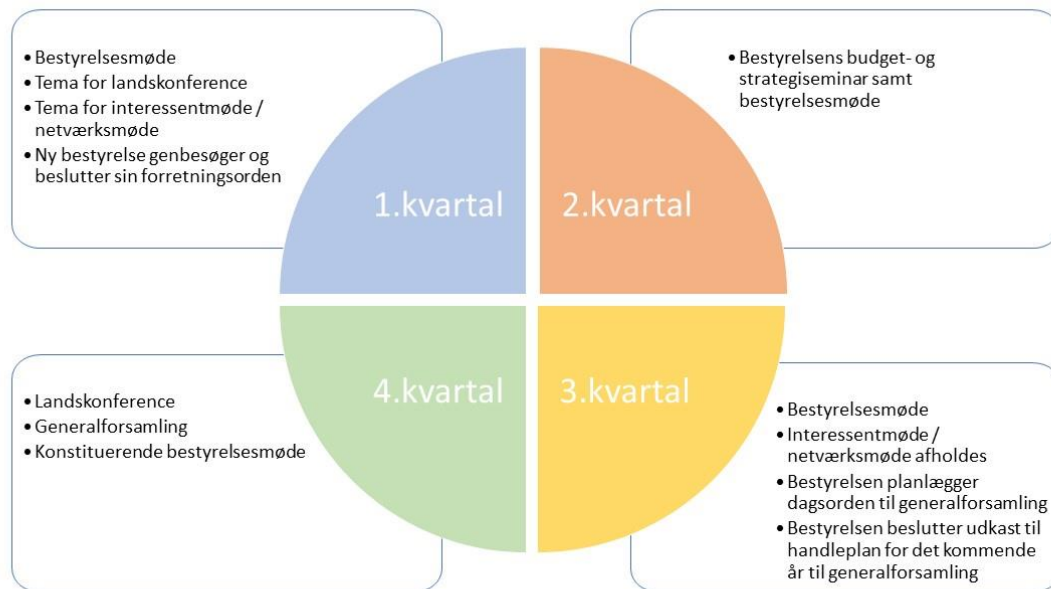 • Bestyrelsesmøde
• Tema for landskonference
• Tema for interessentmøde /
netværksmøde
• Ny bestyrelse genbesøger og
beslutter sin forretningsorden
1.kvartal
2.kvartal
• Bestyrelsens budget- og
strategiseminar samt
bestyrelsesmøde
• Landskonference
• Generalforsamling
• Konstituerende bestyrelsesmøde
4.kvartal
3.kvartal
• Bestyrelsesmøde
• Interessentmøde /
netværksmøde afholdes
• Bestyrelsen planlægger
dagsorden til generalforsamling
• Bestyrelsen beslutter udkast til
handleplan for det kommende
år til generalforsamling